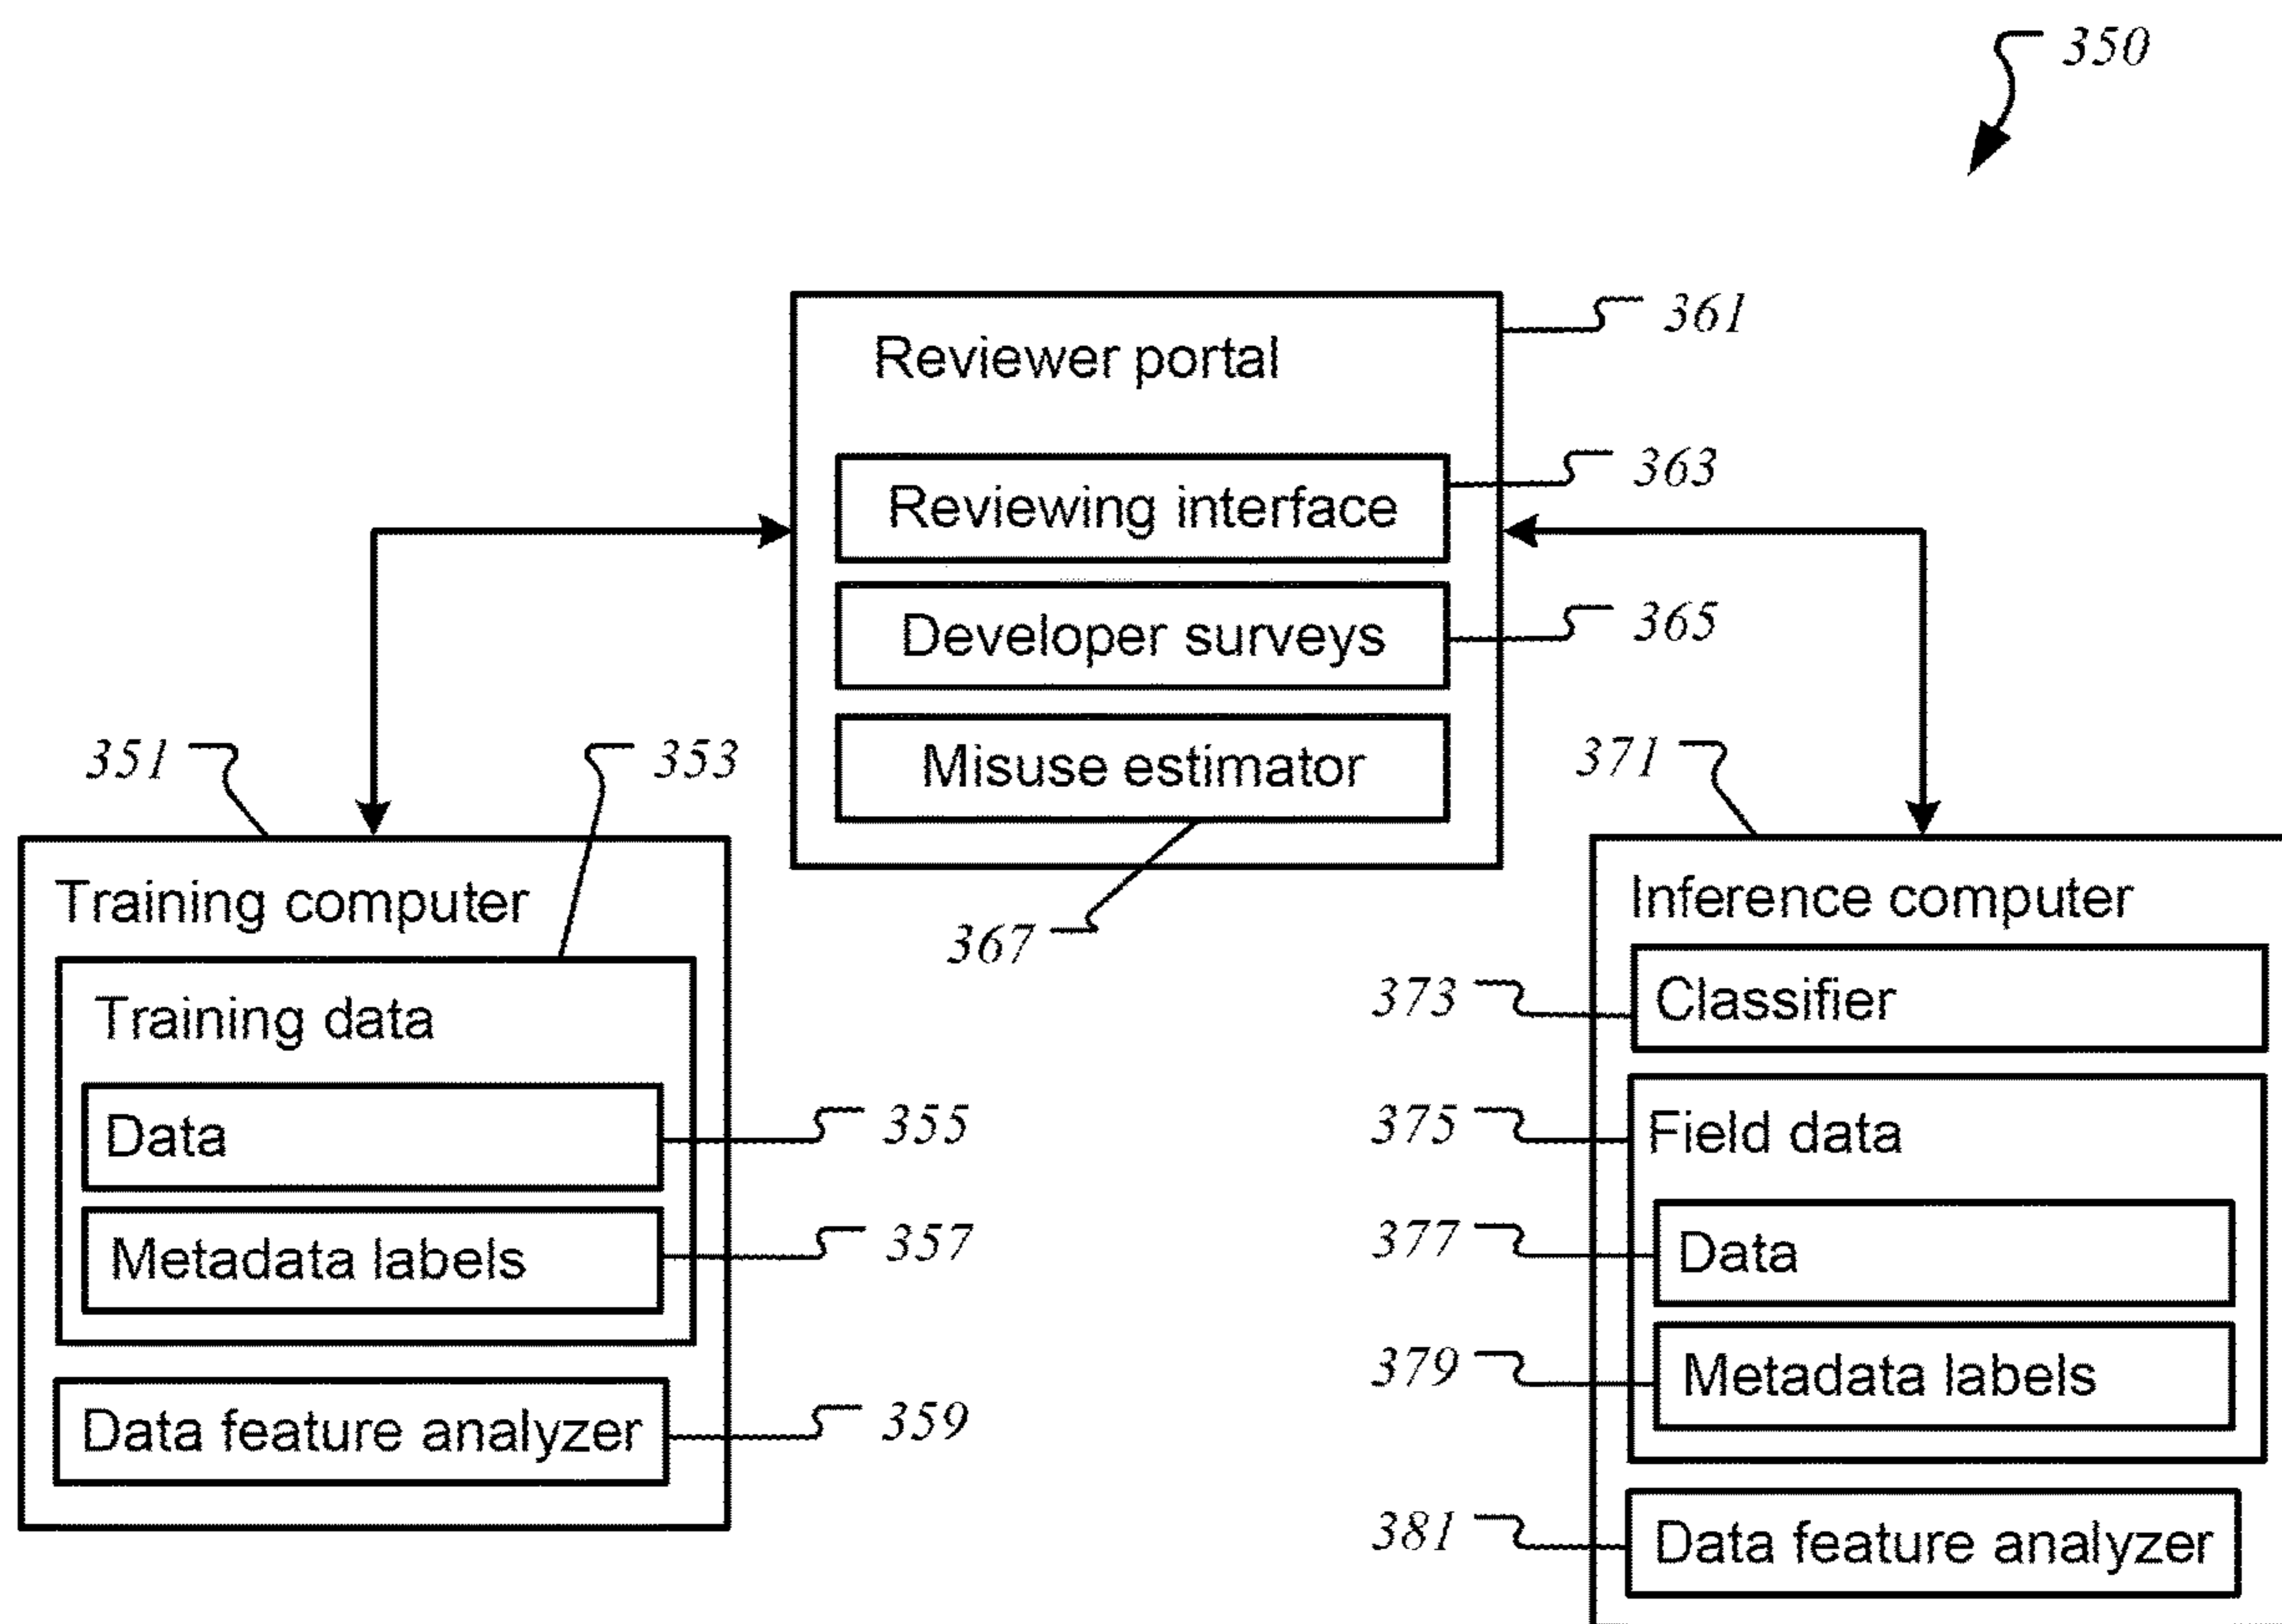 350
361
Reviewer portal
363
Reviewing interface
365
Developer surveys
Misuse estimator
367
351
353
Training computer
Training data
Data
355
Metadata labels
357
Data feature analyzer
359
371
Inference computer
373
Classifier
375
Field data
377
Data
379
Metadata labels
381
Data feature analyzer